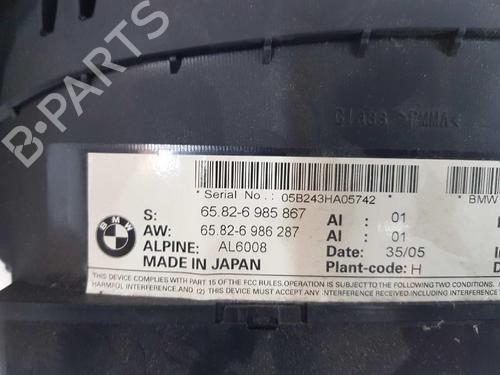 B-PARTS
Glass >PMMA<
* Serial No. : 05B243HA05742 * * BMW
BMW
S: 65.82-6 985 867 AI : 01
AW: 65.82-6 986 287 AI : 01
ALPINE: AL6008 Date: 35/05
MADE IN JAPAN Plant-code: H
THIS DEVICE COMPLIES WITH PART 15 OF THE FCC RULES.OPERATION IS SUBJECT TO THE FOLLOWING
HARMFUL INTERFERENCE, AND (2) THIS DEVICE MUST ACCEPT ANY INTERFERENCE RECEIVED INCLUDING INTERFERENCE